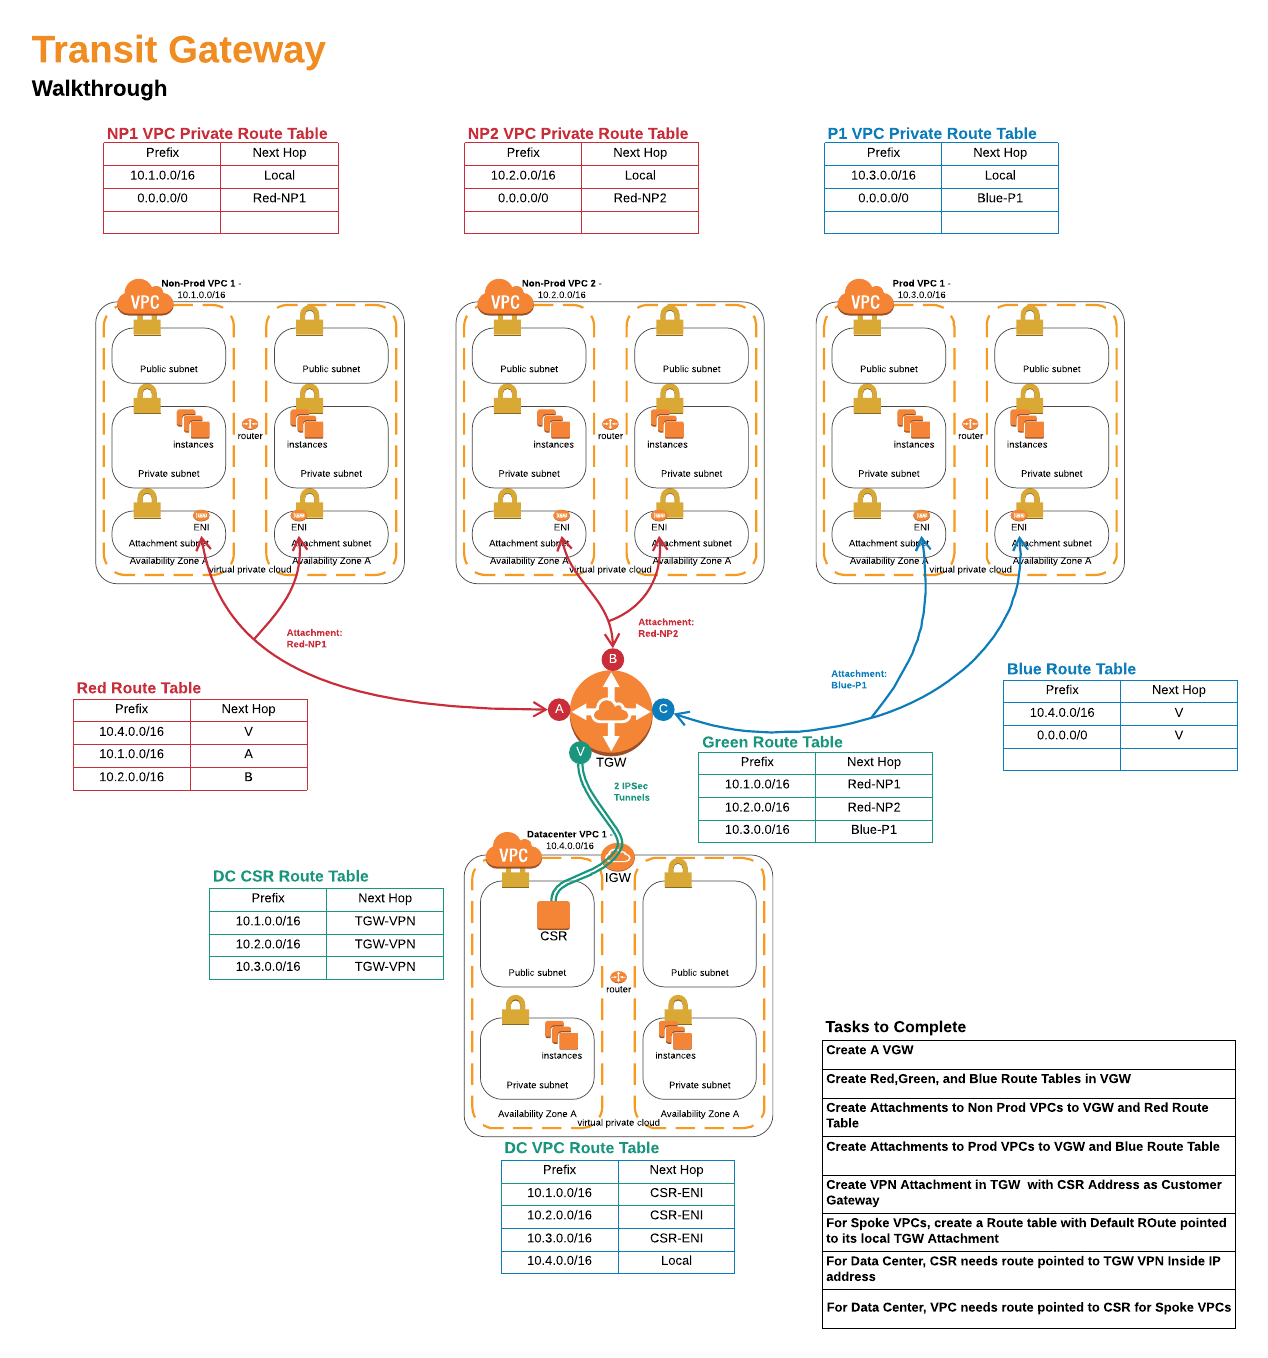 Transit Gateway
Walkthrough
NP1 VPC Private Route Table
Prefix Next Hop
10.1.0.0/16 Local
0.0.0.0/0 Red-NP1
NP2 VPC Private Route Table
Prefix Next Hop
10.2.0.0/16 Local
0.0.0.0/0 Red-NP2
P1 VPC Private Route Table
Prefix Next Hop
10.3.0.0/16 Local
0.0.0.0/0 Blue-P1
VPC
Non-Prod VPC 1 -
10.1.0.0/16
Public subnet
Public subnet
instances
router
instances
Private subnet
Private subnet
ENI
ENI
Attachment subnet
Attachment subnet
Availability Zone A
Availability Zone A
virtual private cloud
VPC
Non-Prod VPC 2 -
10.2.0.0/16
Public subnet
Public subnet
instances
router
instances
Private subnet
Private subnet
ENI
ENI
Attachment subnet
Attachment subnet
Availability Zone A
Availability Zone A
virtual private cloud
VPC
Prod VPC 1 -
10.3.0.0/16
Public subnet
Public subnet
instances
router
instances
Private subnet
Private subnet
ENI
ENI
Attachment subnet
Attachment subnet
Availability Zone A
Availability Zone A
virtual private cloud
Attachment:
Red-NP1
Attachment:
Red-NP2
Attachment:
Blue-P1
B
A
C
V
TGW
Red Route Table
Prefix Next Hop
10.4.0.0/16 V
10.1.0.0/16 A
10.2.0.0/16 B
Blue Route Table
Prefix Next Hop
10.4.0.0/16 V
0.0.0.0/0 V
Green Route Table
Prefix Next Hop
10.1.0.0/16 Red-NP1
10.2.0.0/16 Red-NP2
10.3.0.0/16 Blue-P1
2 IPSec
Tunnels
DC CSR Route Table
Prefix Next Hop
10.1.0.0/16 TGW-VPN
10.2.0.0/16 TGW-VPN
10.3.0.0/16 TGW-VPN
VPC
Datacenter VPC 1 -
10.4.0.0/16
IGW
CSR
Public subnet
Public subnet
router
instances
instances
Private subnet
Private subnet
Availability Zone A
Availability Zone A
virtual private cloud
DC VPC Route Table
Prefix Next Hop
10.1.0.0/16 CSR-ENI
10.2.0.0/16 CSR-ENI
10.3.0.0/16 CSR-ENI
10.4.0.0/16 Local
Tasks to Complete
Create A VGW
Create Red,Green, and Blue Route Tables in VGW
Create Attachments to Non Prod VPCs to VGW and Red Route
Table
Create Attachments to Prod VPCs to VGW and Blue Route Table
Create VPN Attachment in TGW with CSR Address as Customer
Gateway
For Spoke VPCs, create a Route table with Default ROute pointed
to its local TGW Attachment
For Data Center, CSR needs route pointed to TGW VPN Inside IP
address
For Data Center, VPC needs route pointed to CSR for Spoke VPCs